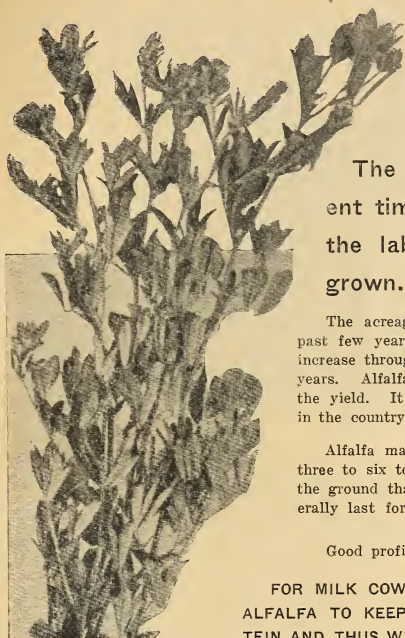 The
ent tim
the lab
grown.
The acreag
past few year
increase throug
years. Alfalfa
the yield. It
in the country
Alfalfa ma
three to six to
the ground tha
erally last for
Good profi
FOR MILK COW
ALFALFA TO KEEP
TEIN AND THUS W